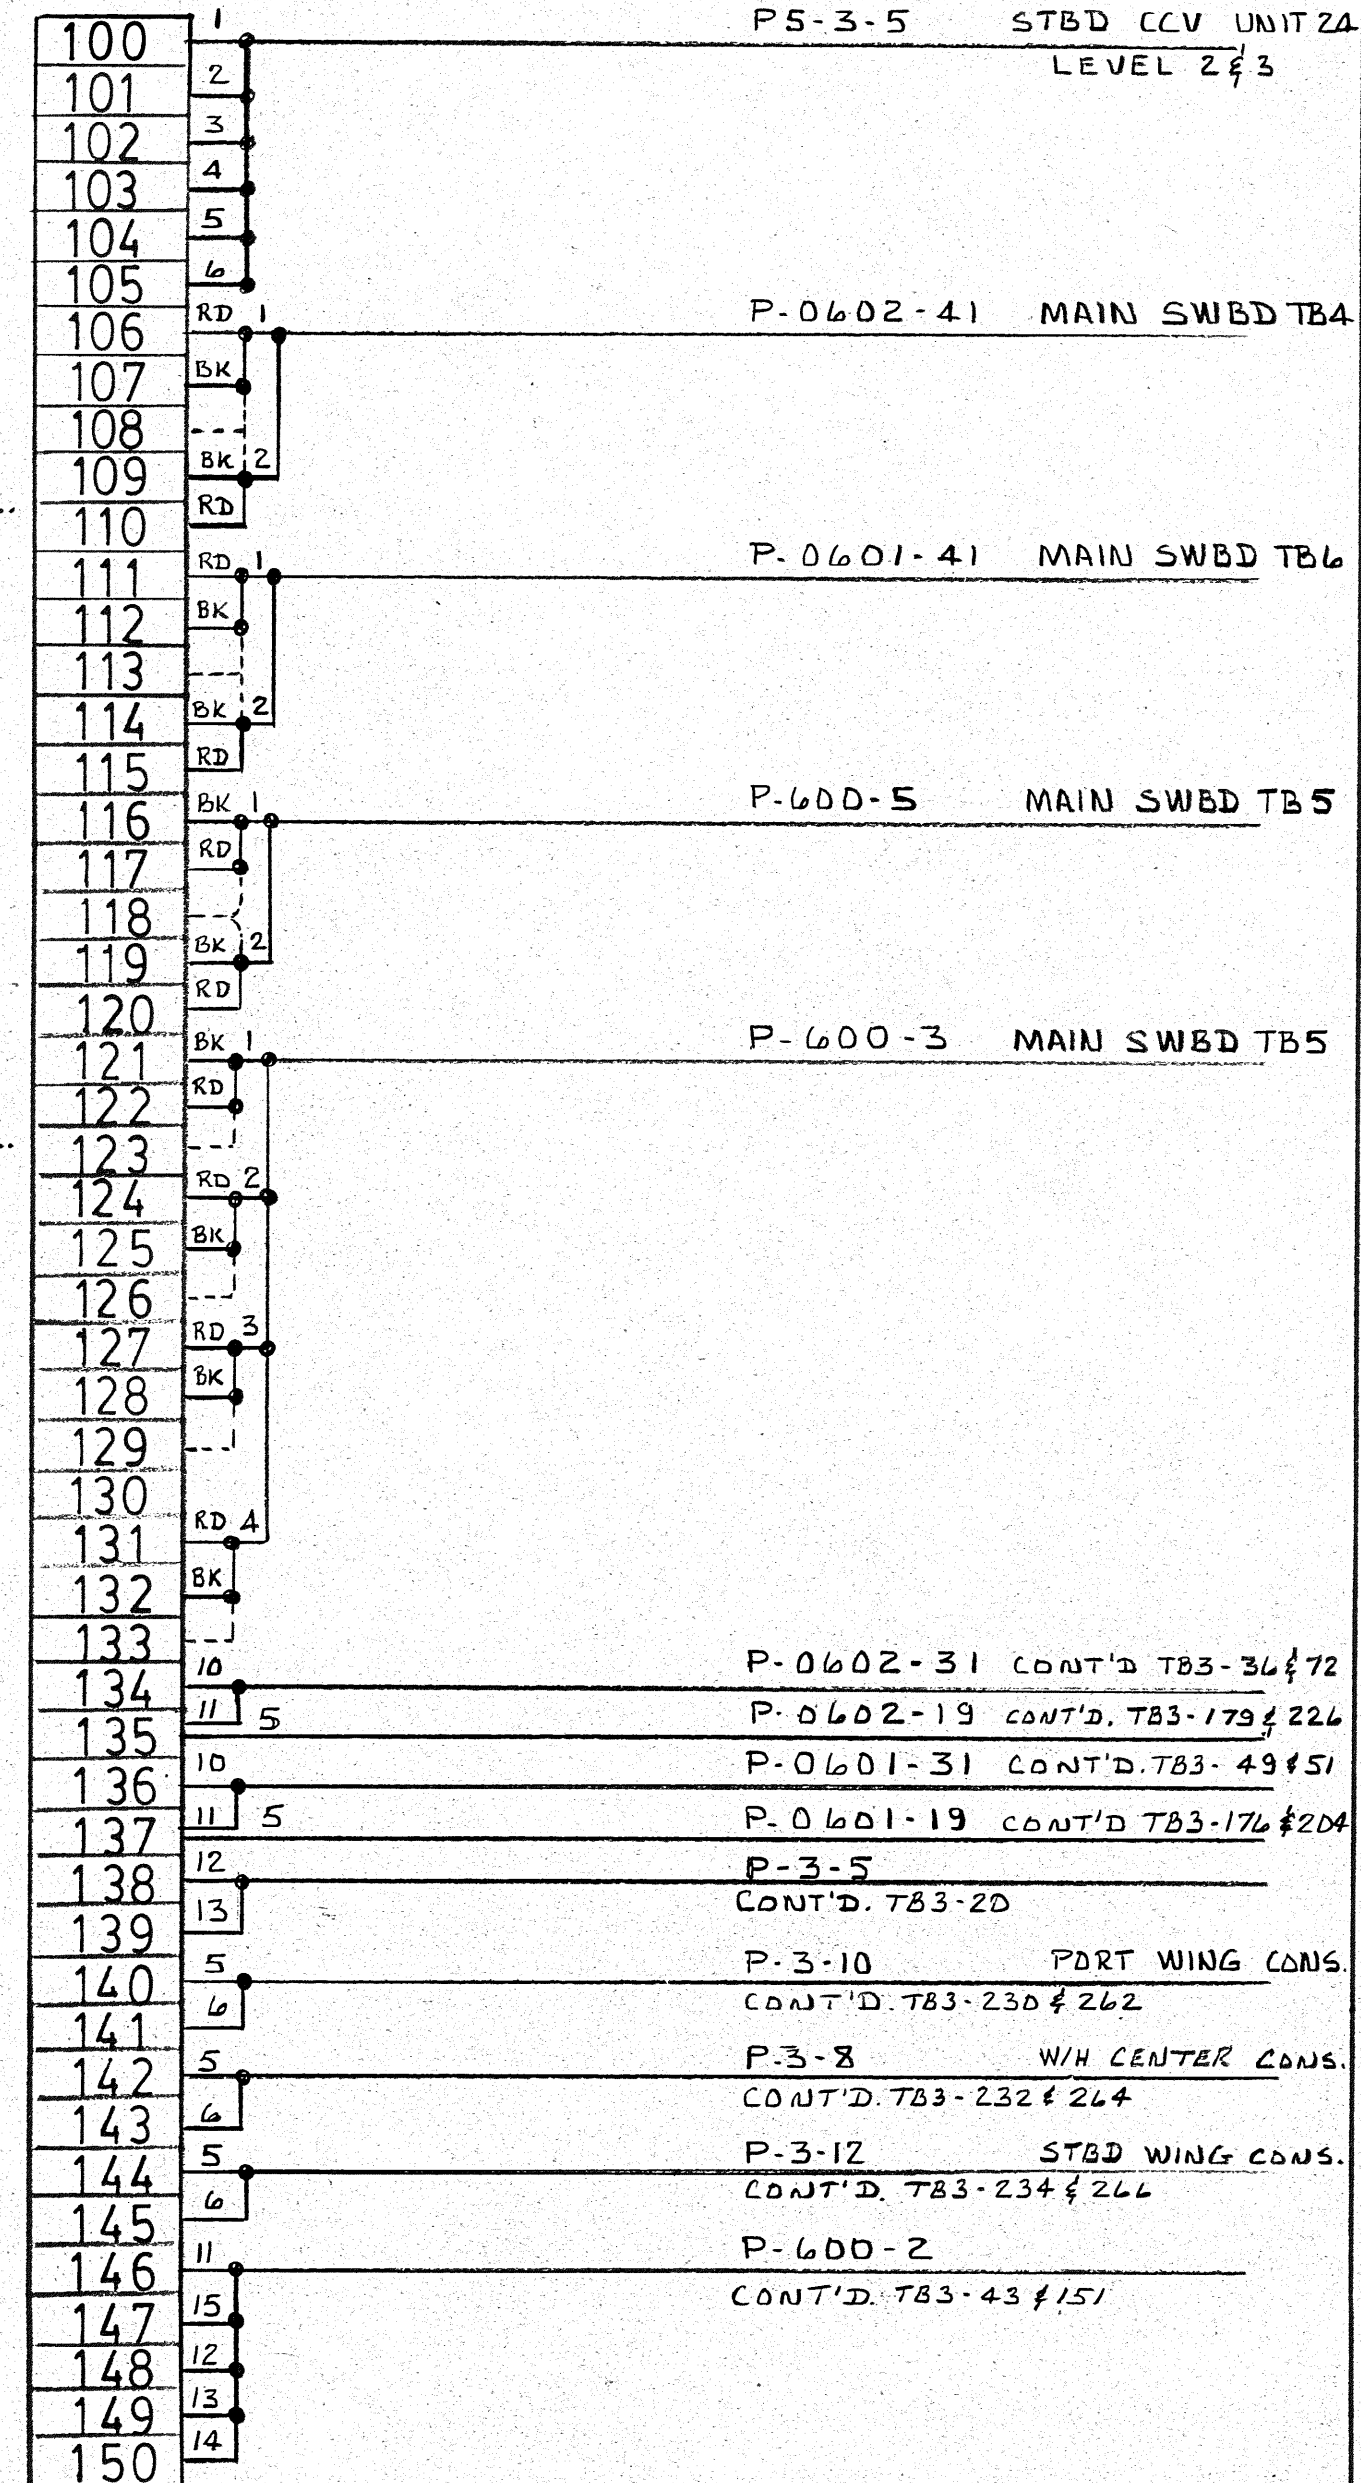 100 1 P5-3-5 STBD CCV UNIT 2A
LEVEL 2 & 3
101 2
102 3
103 4
104 5
105 6
106 RD 1 P-0602-41 MAIN SWBD TB4
107 BK
108
109 BK 2
110 RD
111 RD 1 P-0601-41 MAIN SWBD TB6
112 BK
113
114 BK 2
115 RD
116 BK 1 P-600-5 MAIN SWBD TB5
117 RD
118
119 BK 2
120 RD
121 BK 1 P-600-3 MAIN SWBD TB5
122 RD
123
124 RD 2
125 BK
126
127 RD 3
128 BK
129
130
131 RD 4
132 BK
133
134 10 P-0602-31 CONT'D TB3-36 & 72
135 11 5 P-0602-19 CONT'D. TB3-179 & 226
136 10 P-0601-31 CONT'D. TB3-49 & 51
137 11 5 P-0601-19 CONT'D TB3-176 & 204
138 12 P-3-5
CONT'D. TB3-20
139 13
140 5 P-3-10 PORT WING CONS.
CONT'D. TB3-230 & 262
141 6
142 5 P-3-8 W/H CENTER CONS.
CONT'D. TB3-232 & 264
143 6
144 5 P-3-12 STBD WING CONS.
CONT'D. TB3-234 & 266
145 6
146 11 P-600-2
CONT'D. TB3-43 & 151
147 15
148 12
149 13
150 14